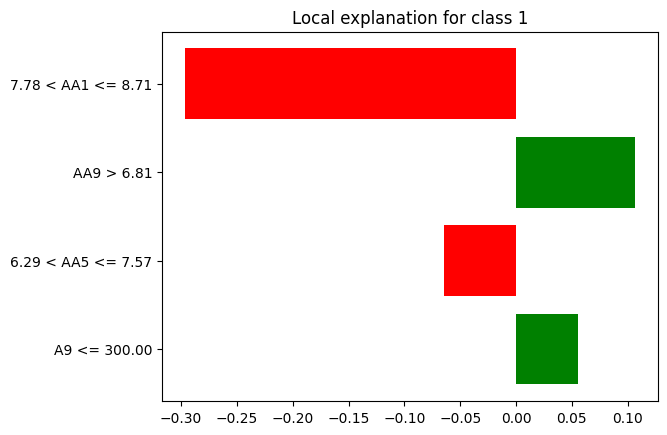 Local explanation for class 1
7.78 < AA1 <= 8.71
AA9 > 6.81
6.29 < AA5 <= 7.57
A9 <= 300.00
−0.30 −0.25 −0.20 −0.15 −0.10 −0.05 0.00 0.05 0.10